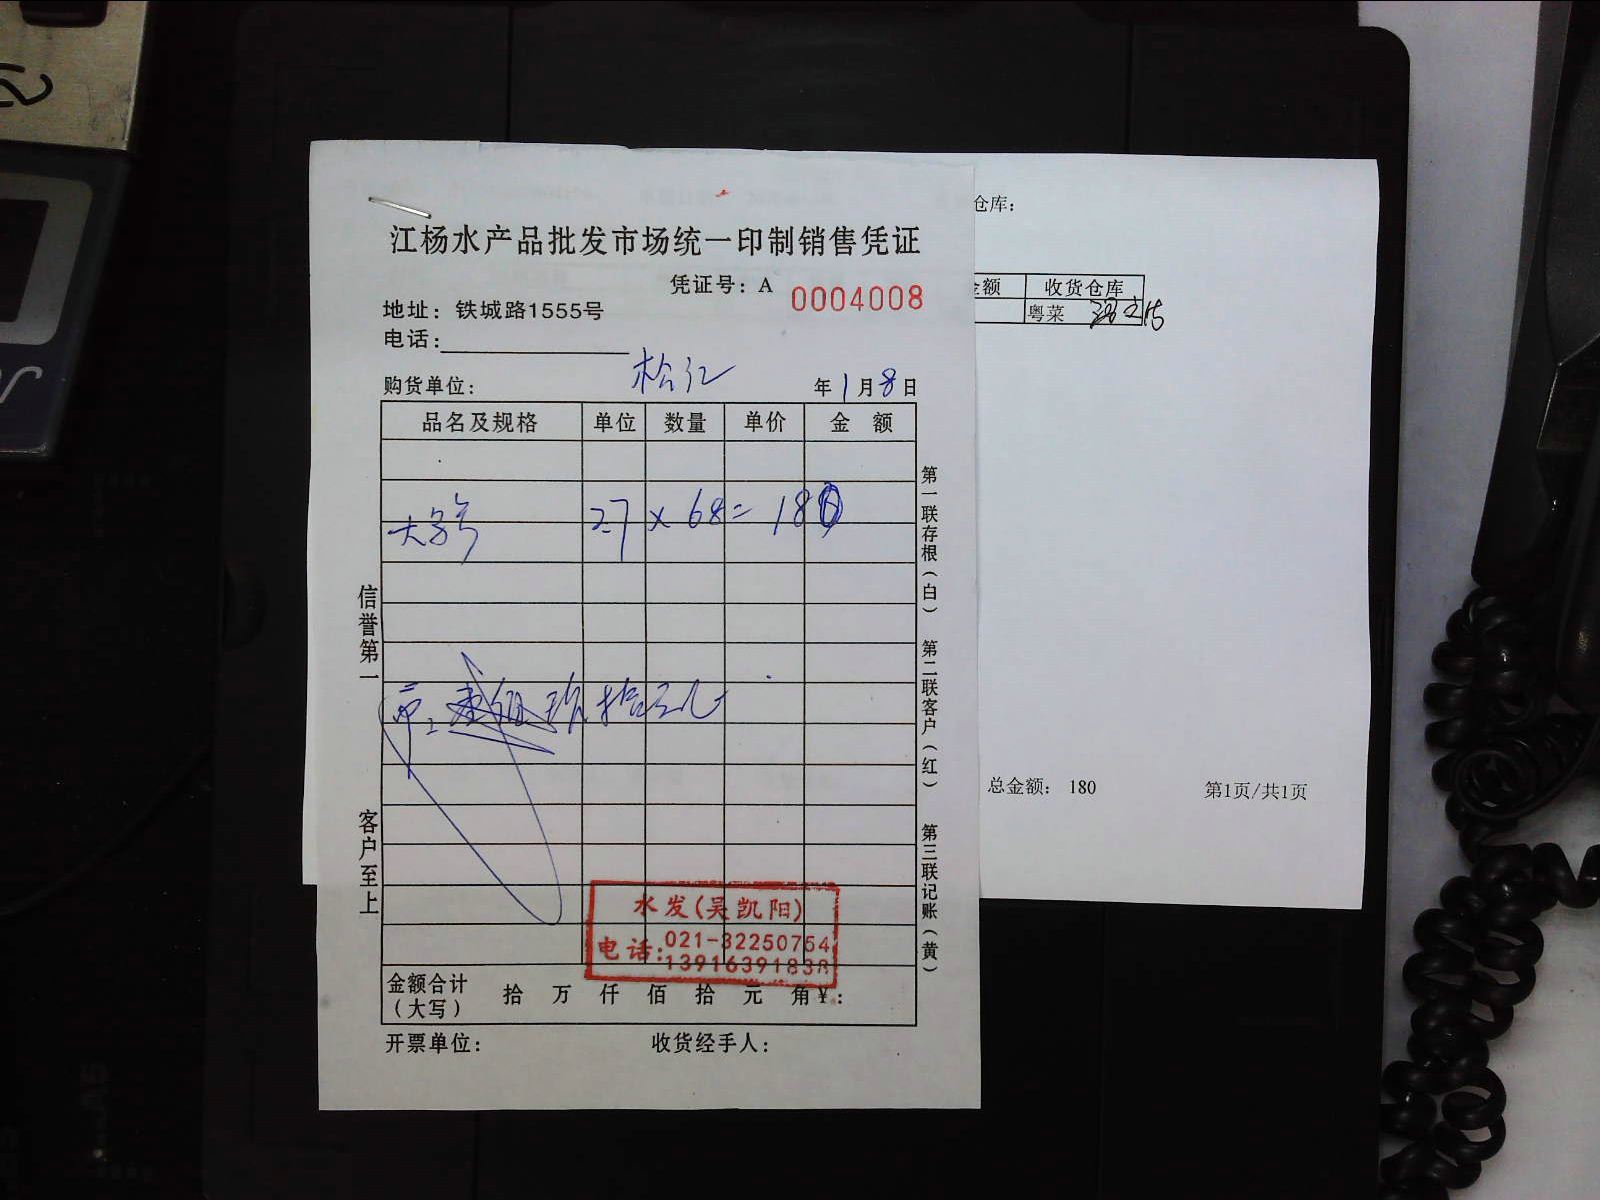 江杨水产品批发市场统一印制销售凭证
凭证号：A 0004008
地址：铁城路1555号
电话：
购货单位： 松江 年1月8日
品名及规格 单位 数量 单价 金 额
2.7 × 68 = 180
信誉第一
客户至上
第一联存根（白） 第二联客户（红） 第三联记账（黄）
水发(吴凯阳)
电话：021-32250754
13916391838
金额合计（大写） 拾 万 仟 佰 拾 元 角¥：
开票单位： 收货经手人：
仓库：
金额 收货仓库
粤菜
总金额： 180 第1页/共1页